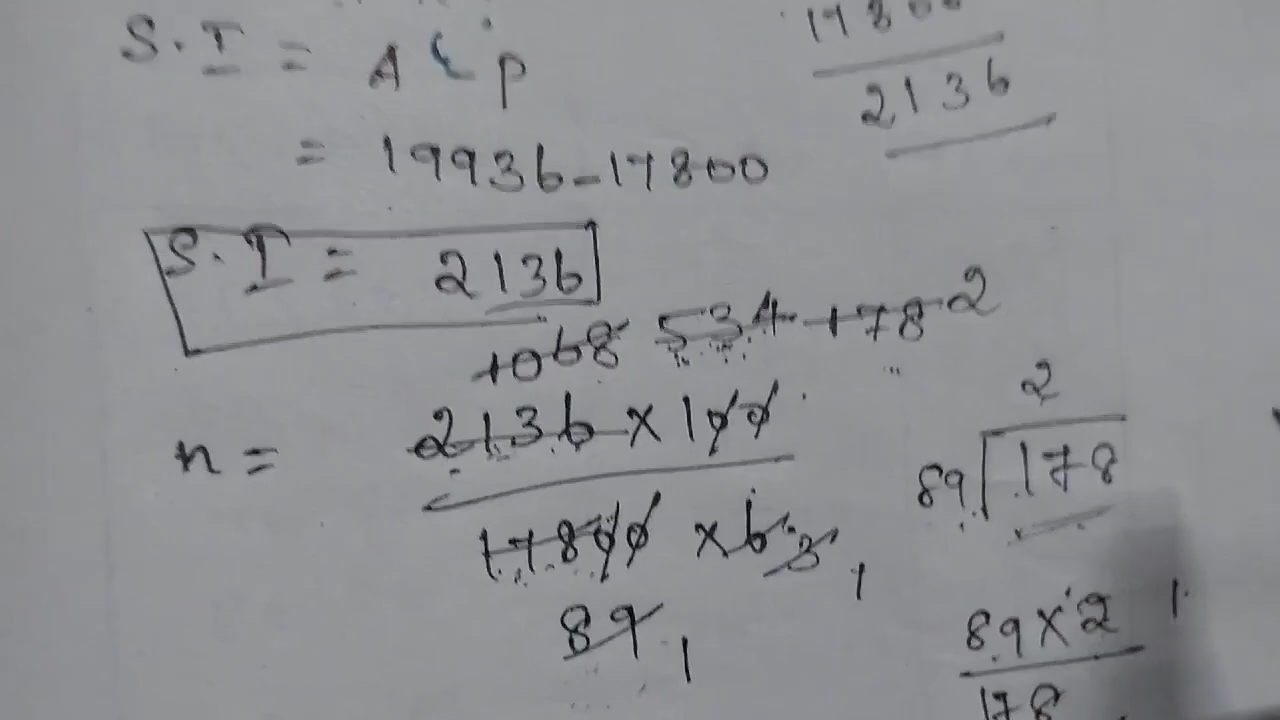 S.I = A - P
17800
2136
= 19936-17800
S.I = 2136
1068 534 178 2
n = 2136 x 100
17800 x 6 3 1
89 1
2
89 178
89 x 2
178